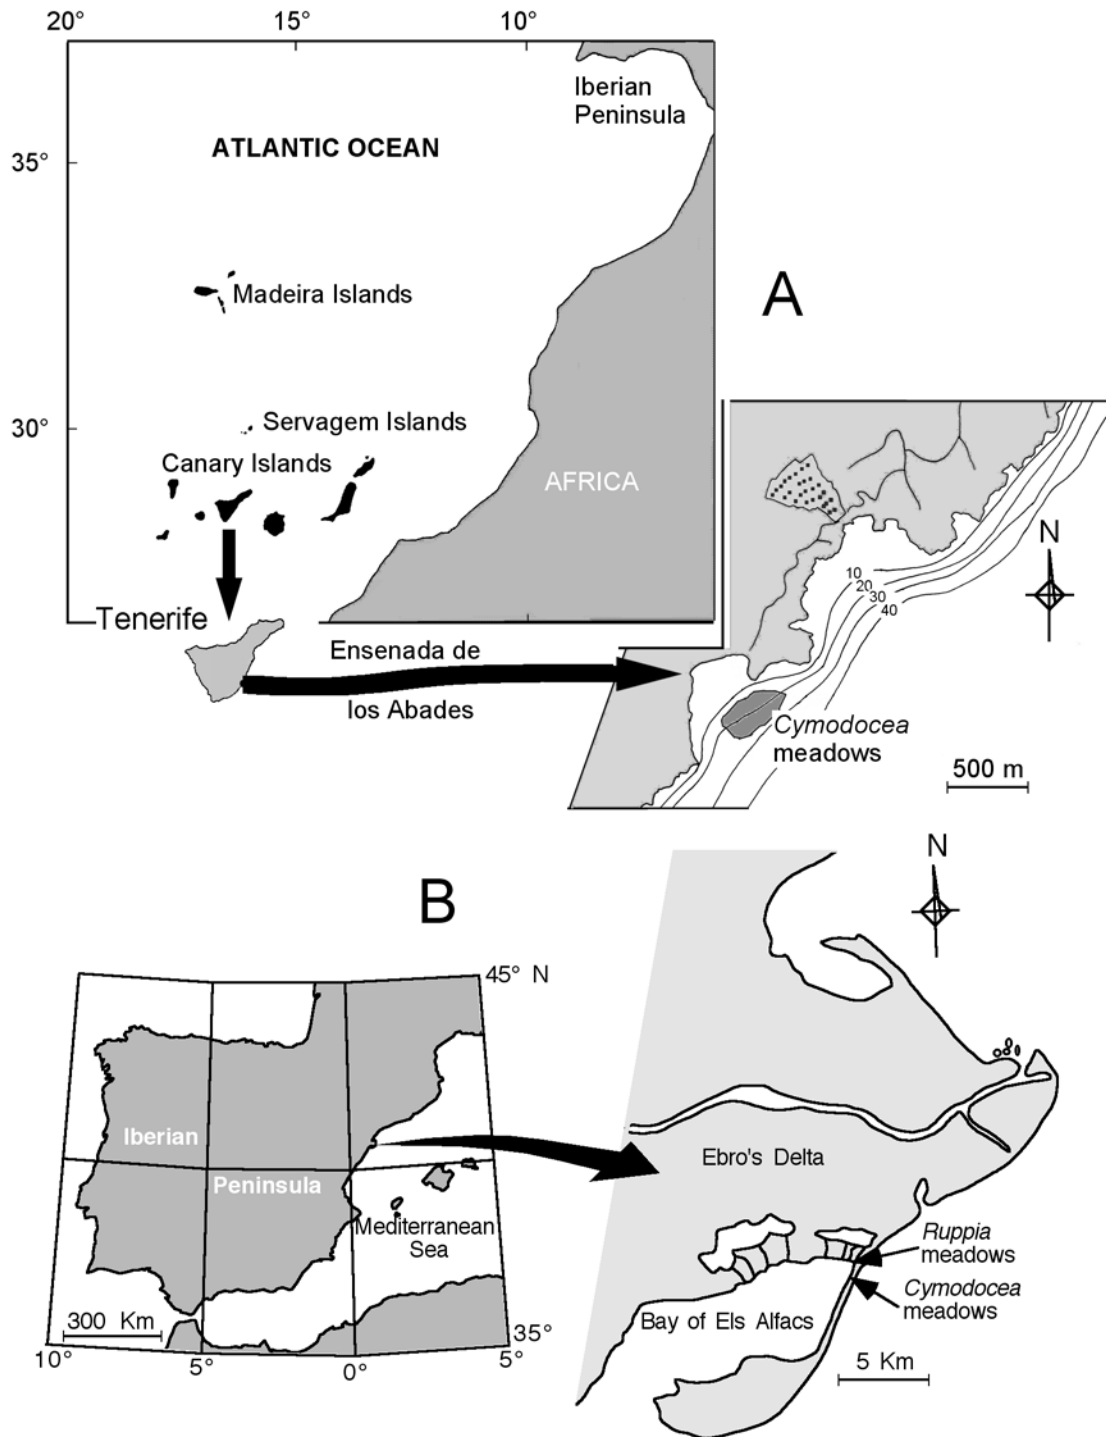 20°
15°
10°
Iberian
Peninsula
ATLANTIC OCEAN
35°
A
Madeira Islands
30°
Servagem Islands
Canary Islands
AFRICA
N
10
20
30
40
Tenerife
Ensenada de
los Abades
Cymodocea
meadows
500 m
B
N
45° N
Iberian
Peninsula
Ebro's Delta
Mediterranean
Sea
Ruppia
meadows
Cymodocea
meadows
300 Km
Bay of Els Alfacs
35°
10°
5°
0°
5°
5 Km